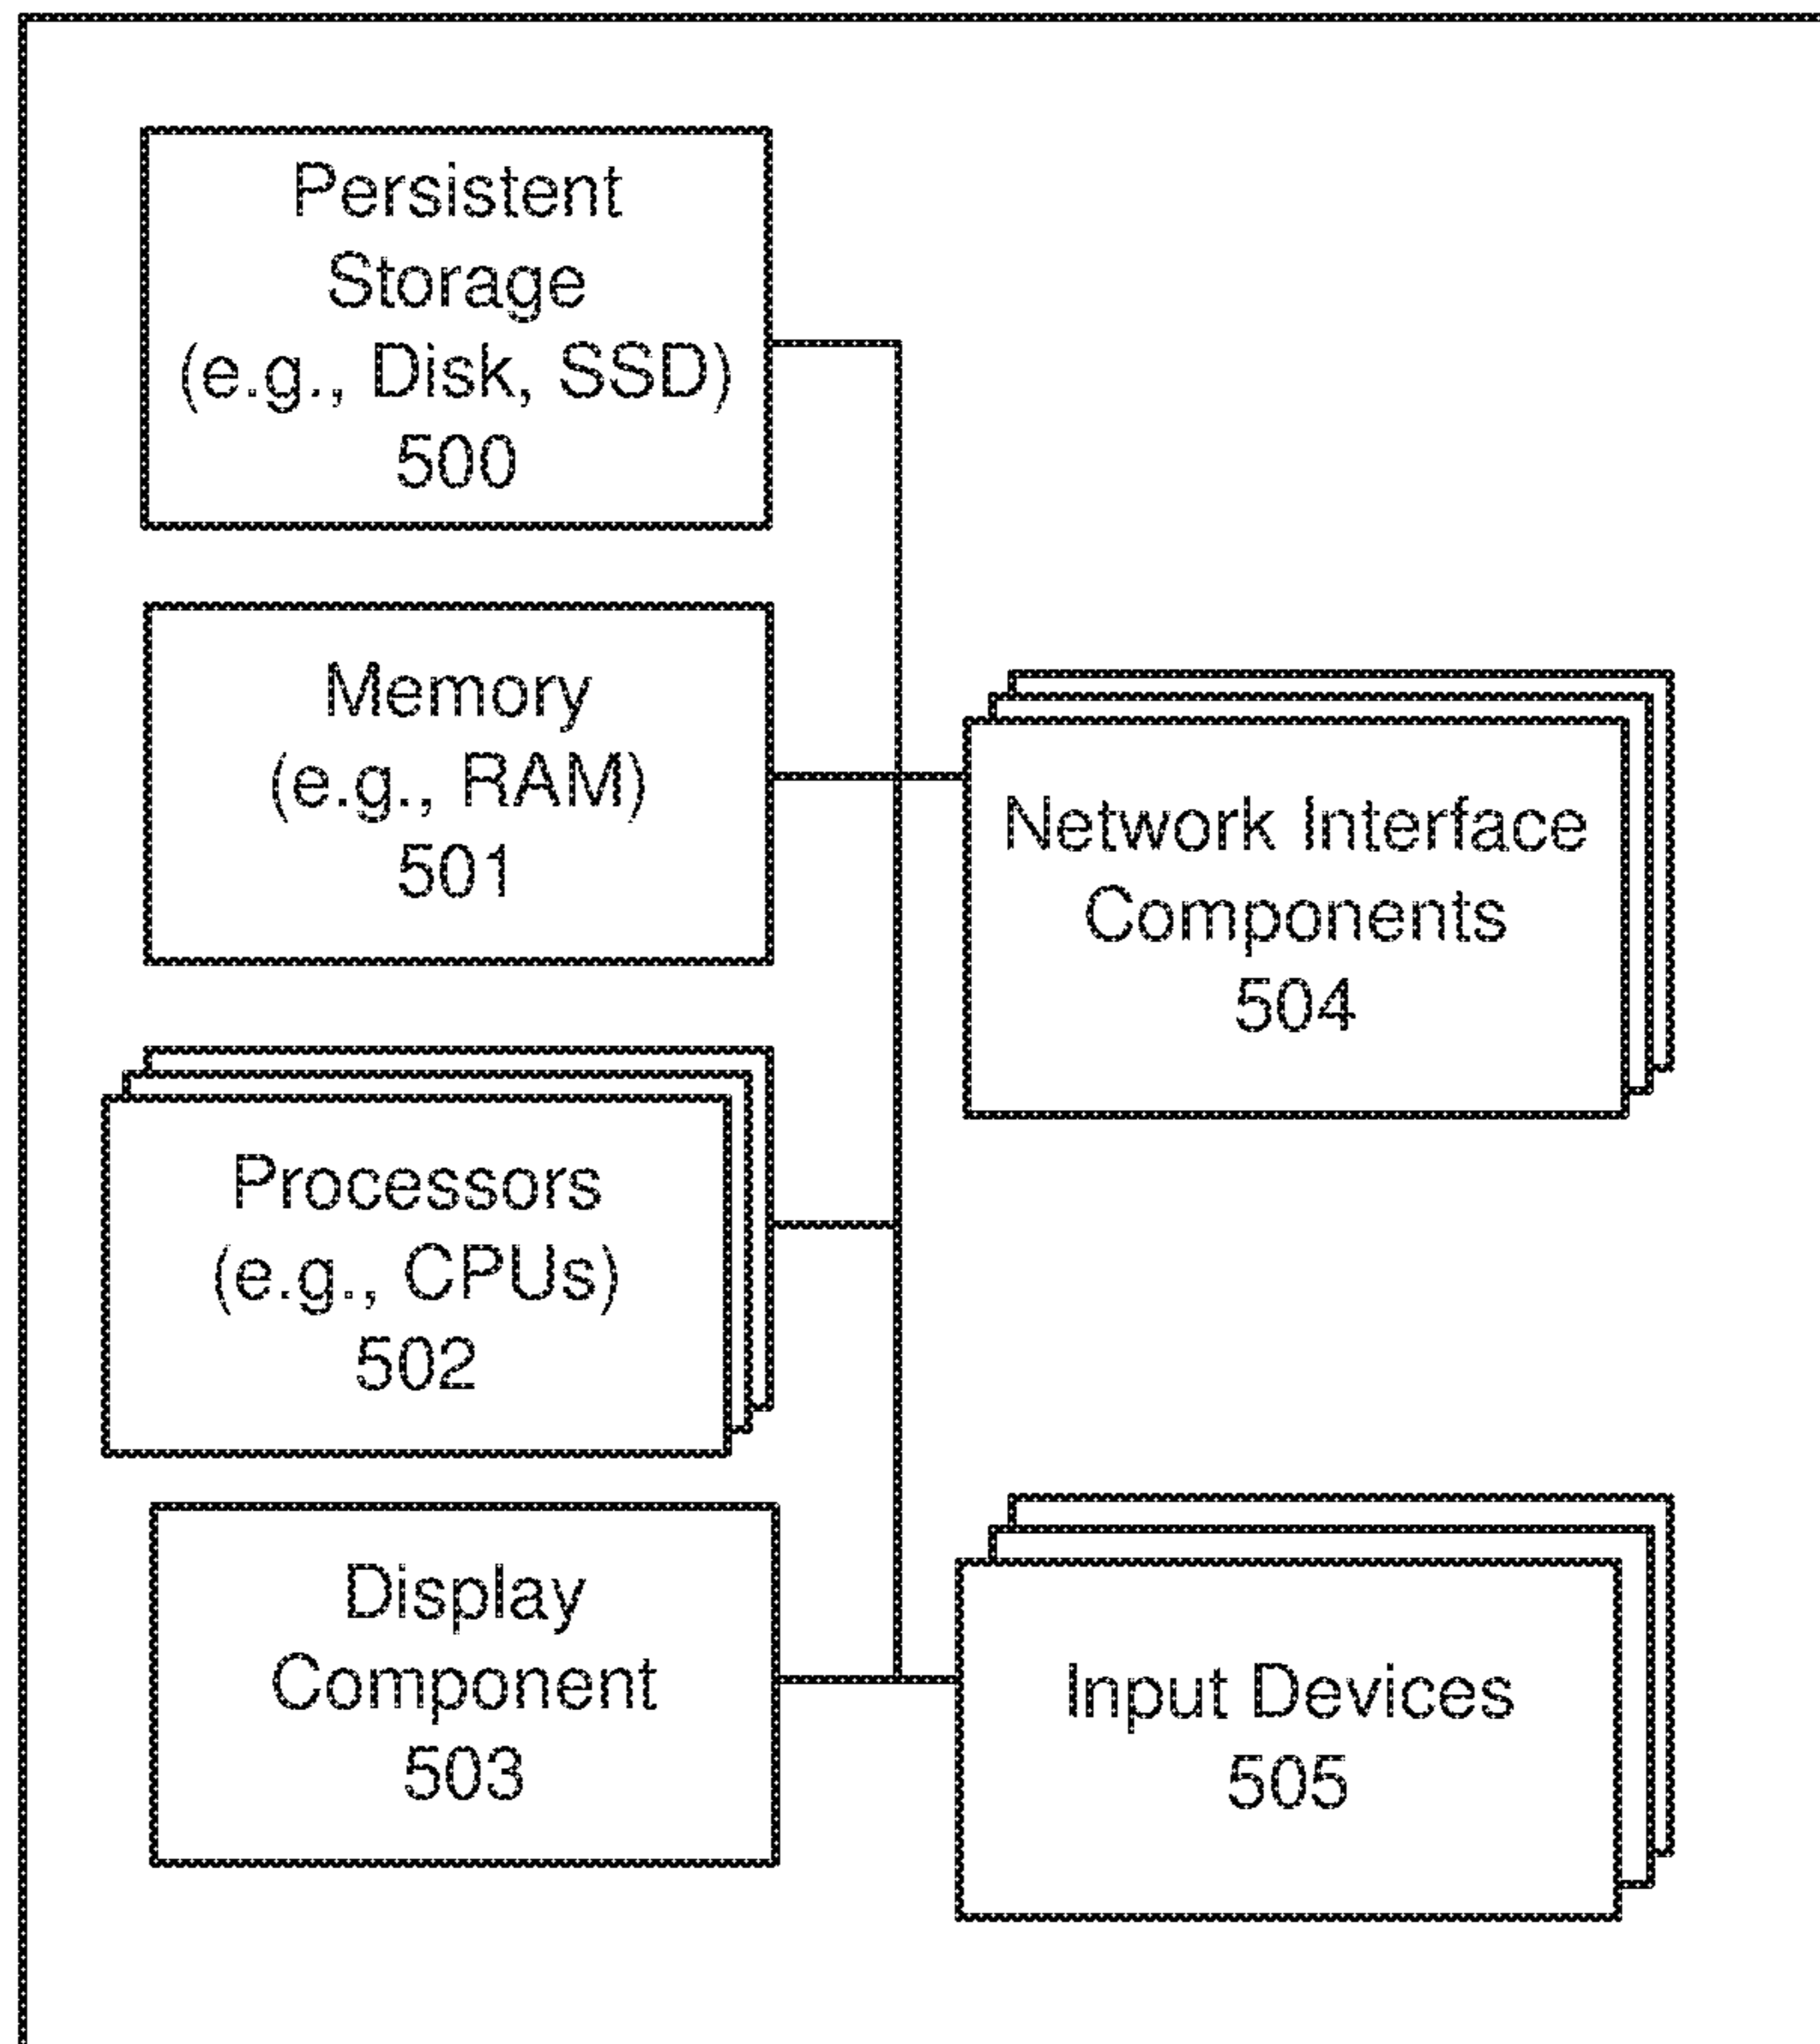 Persistent
Storage
(e.g., Disk, SSD)
500
Memory
(e.g., RAM)
501
Network Interface
Components
504
Processors
(e.g., CPUs)
502
Display
Component
503
Input Devices
505